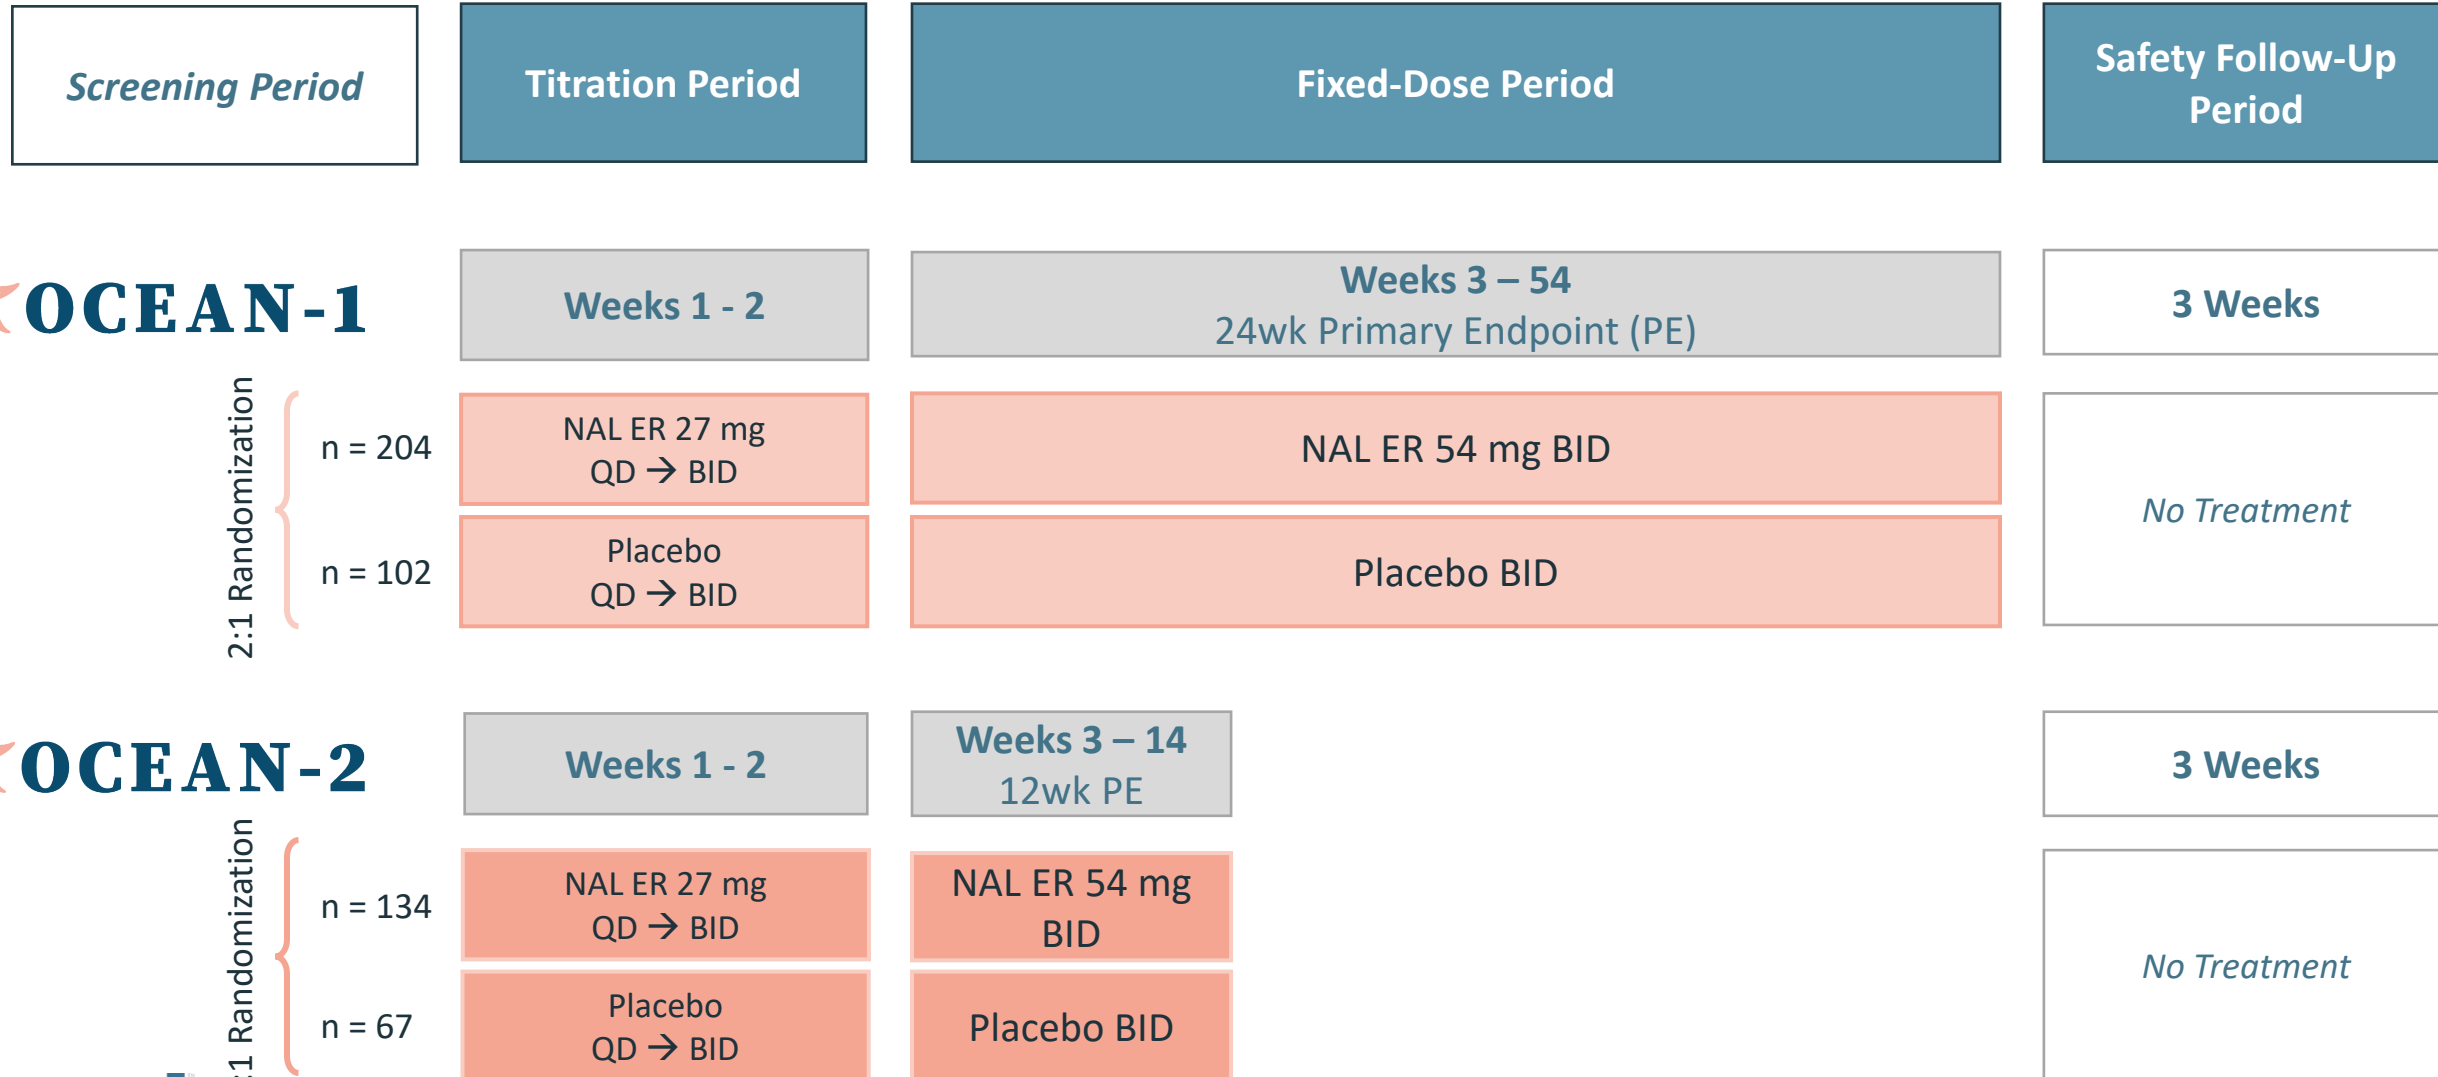 Screening Period
Titration Period
Fixed-Dose Period
Safety Follow-Up
Period
OCEAN-1
Weeks 1 - 2
Weeks 3 – 54
24wk Primary Endpoint (PE)
3 Weeks
2:1 Randomization
n = 204
NAL ER 27 mg
QD → BID
NAL ER 54 mg BID
No Treatment
n = 102
Placebo
QD → BID
Placebo BID
OCEAN-2
Weeks 1 - 2
Weeks 3 – 14
12wk PE
3 Weeks
:1 Randomization
n = 134
NAL ER 27 mg
QD → BID
NAL ER 54 mg
BID
No Treatment
n = 67
Placebo
QD → BID
Placebo BID